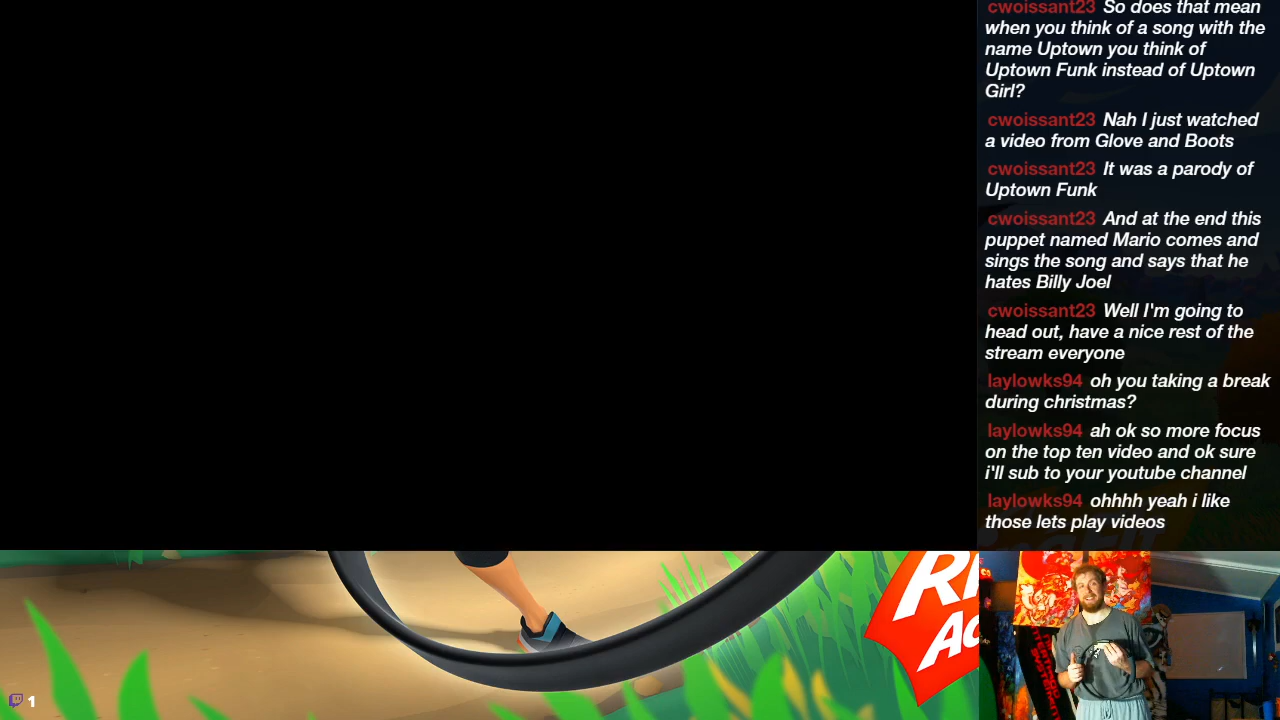 cwoissant23 So does that mean
when you think of a song with the
name Uptown you think of
Uptown Funk instead of Uptown
Girl?
cwoissant23 Nah I just watched
a video from Glove and Boots
cwoissant23 It was a parody of
Uptown Funk
cwoissant23 And at the end this
puppet named Mario comes and
sings the song and says that he
hates Billy Joel
cwoissant23 Well I'm going to
head out, have a nice rest of the
stream everyone
laylowks94 oh you taking a break
during christmas?
laylowks94 ah ok so more focus
on the top ten video and ok sure
i'll sub to your youtube channel
laylowks94 ohhhh yeah i like
those lets play videos
1